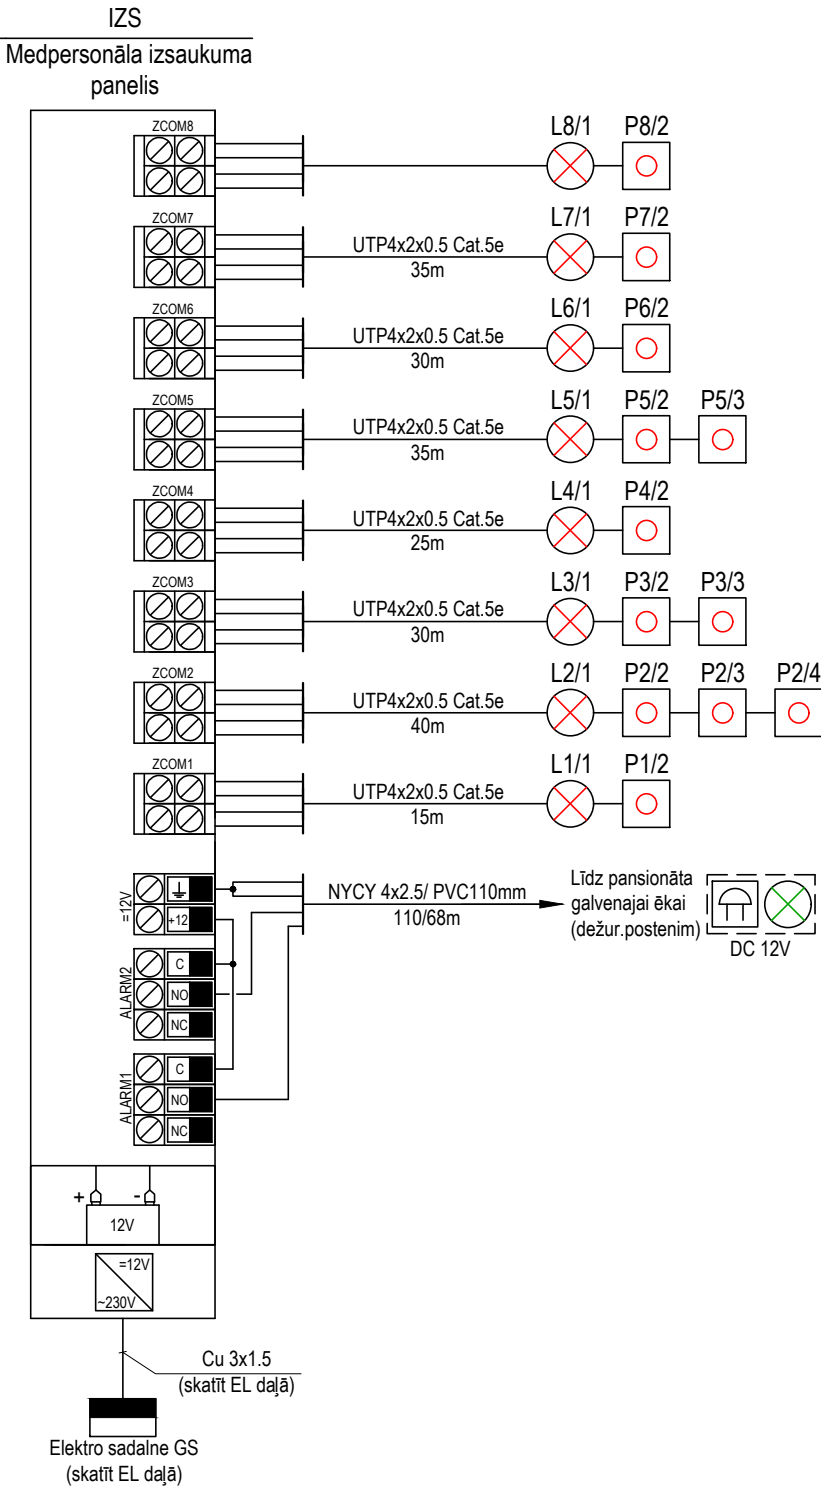 IZS
Medpersonāla izsaukuma
panelis
ZCOM8
L8/1 P8/2
ZCOM7
UTP4x2x0.5 Cat.5e
35m
L7/1 P7/2
ZCOM6
UTP4x2x0.5 Cat.5e
30m
L6/1 P6/2
ZCOM5
UTP4x2x0.5 Cat.5e
35m
L5/1 P5/2 P5/3
ZCOM4
UTP4x2x0.5 Cat.5e
25m
L4/1 P4/2
ZCOM3
UTP4x2x0.5 Cat.5e
30m
L3/1 P3/2 P3/3
ZCOM2
UTP4x2x0.5 Cat.5e
40m
L2/1 P2/2 P2/3 P2/4
ZCOM1
UTP4x2x0.5 Cat.5e
15m
L1/1 P1/2
=12V
+12
NYCY 4x2.5/ PVC110mm
110/68m
Līdz pansionāta
galvenajai ēkai
(dežur.postenim)
DC 12V
ALARM2
C
NO
NC
ALARM1
C
NO
NC
+ -
12V
=12V
~230V
Cu 3x1.5
(skatīt EL daļā)
Elektro sadalne GS
(skatīt EL daļā)